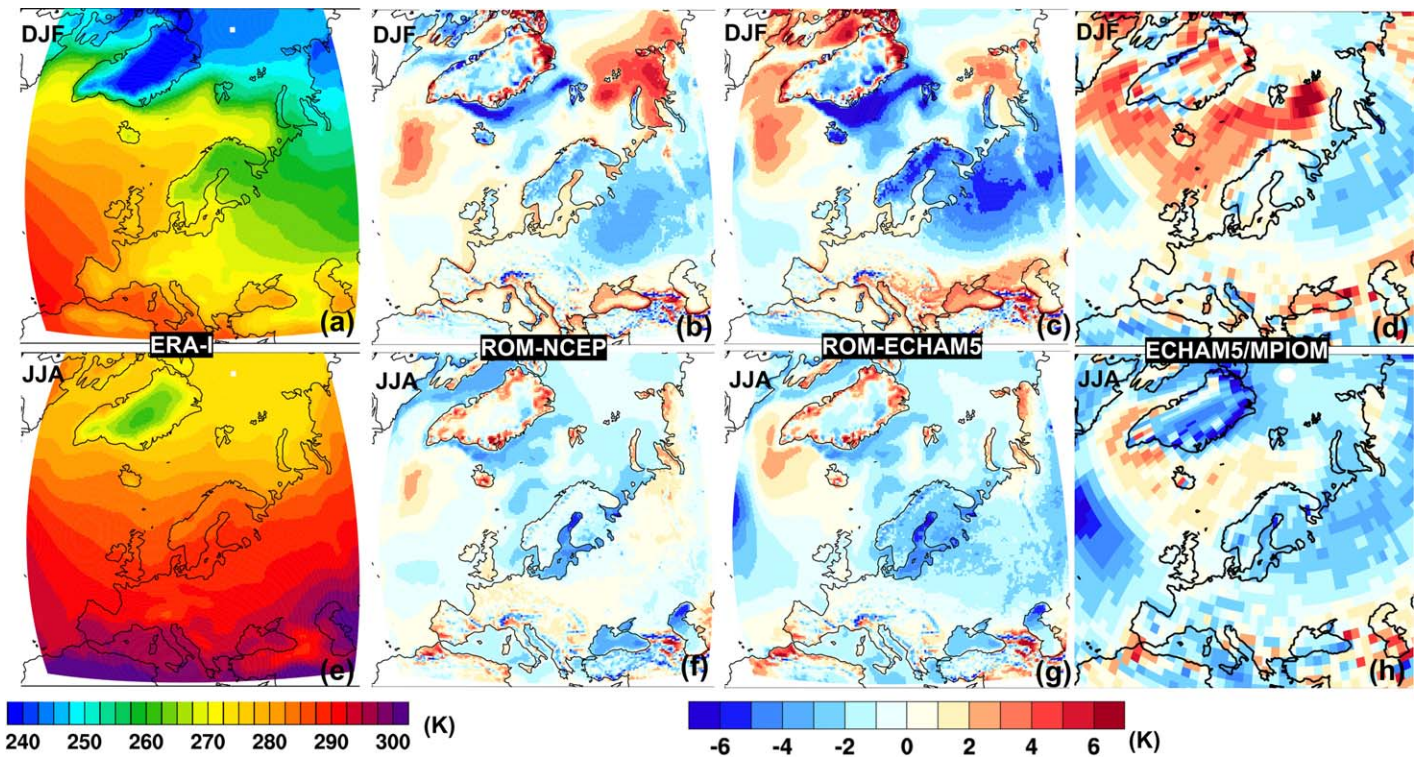 DJF DJF DJF DJF
(a) (b) (c) (d)
ERA-I ROM-NCEP ROM-ECHAM5 ECHAM5/MPIOM
JJA JJA JJA JJA
(e) (f) (g) (h)
240 250 260 270 280 290 300 (K)
-6 -4 -2 0 2 4 6 (K)